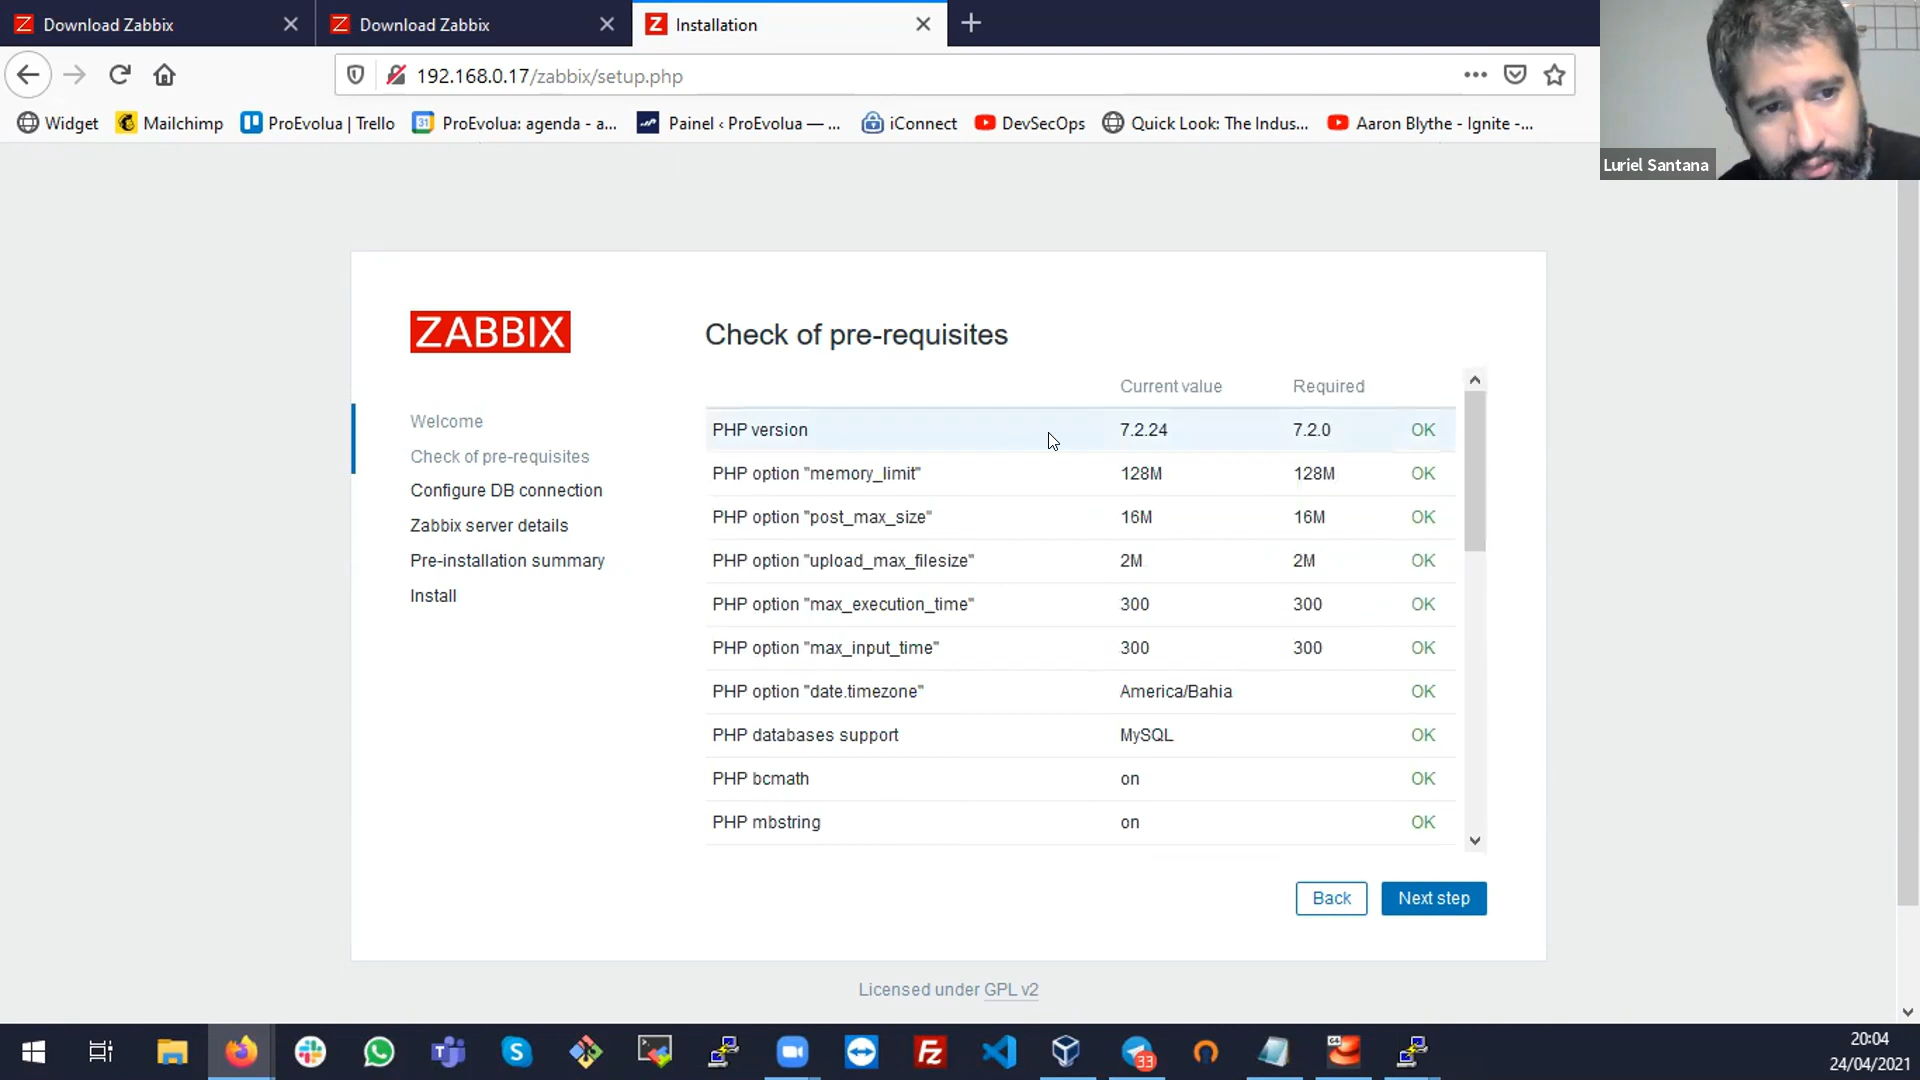 Download Zabbix
Download Zabbix
Installation
192.168.0.17/zabbix/setup.php
Widget
Mailchimp
ProEvolua | Trello
31
ProEvolua: agenda - a...
Painel ‹ ProEvolua — ...
iConnect
DevSecOps
Quick Look: The Indus...
Aaron Blythe - Ignite -...
Luriel Santana
ZABBIX
Welcome
Check of pre-requisites
Configure DB connection
Zabbix server details
Pre-installation summary
Install
Check of pre-requisites
Current value Required
PHP version 7.2.24 7.2.0 OK
PHP option "memory_limit" 128M 128M OK
PHP option "post_max_size" 16M 16M OK
PHP option "upload_max_filesize" 2M 2M OK
PHP option "max_execution_time" 300 300 OK
PHP option "max_input_time" 300 300 OK
PHP option "date.timezone" America/Bahia OK
PHP databases support MySQL OK
PHP bcmath on OK
PHP mbstring on OK
Back
Next step
Licensed under GPL v2
33
20:04
24/04/2021